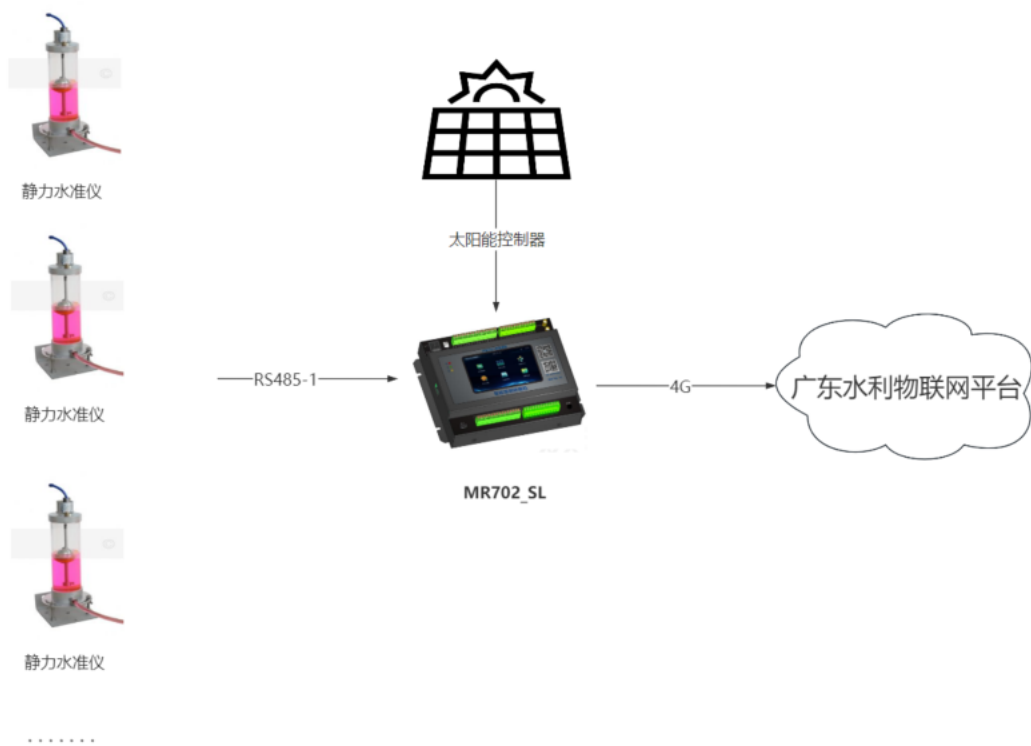 静力水准仪
太阳能控制器
静力水准仪
RS485-1
4G
广东水利物联网平台
MR702_SL
静力水准仪
.......